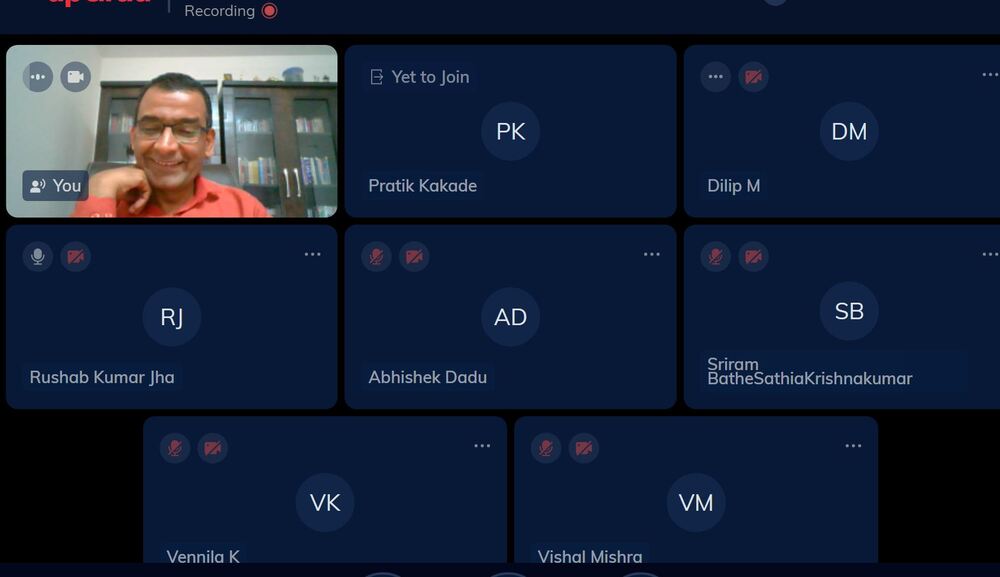 Recording
Yet to Join
PK
DM
You
Pratik Kakade
Dilip M
RJ
AD
SB
Rushab Kumar Jha
Abhishek Dadu
Sriram
BatheSathiaKrishnakumar
VK
VM
Vennila K
Vishal Mishra